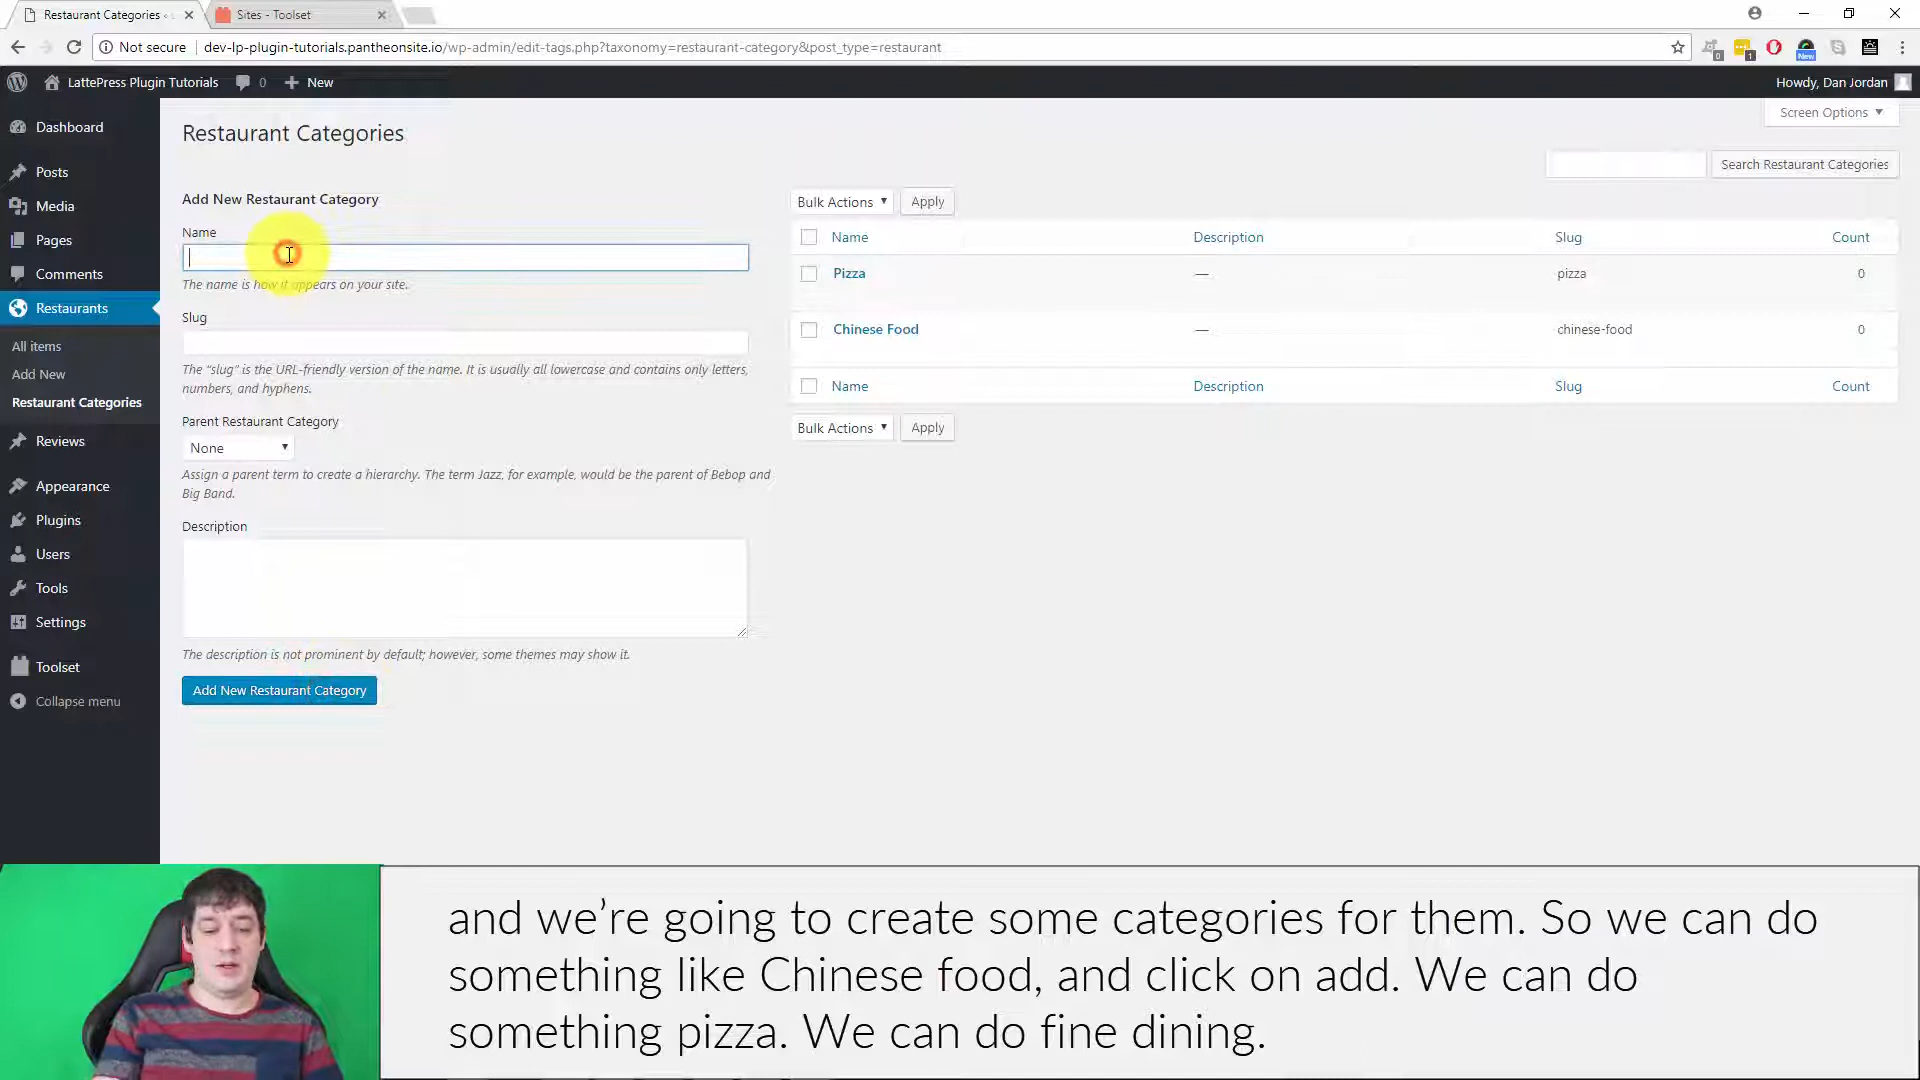 Restaurant Categories ‹
Sites - Toolset
Not secure
dev-lp-plugin-tutorials.pantheonsite.io/wp-admin/edit-tags.php?taxonomy=restaurant-category&post_type=restaurant
0
1
New
LattePress Plugin Tutorials
0
New
Howdy, Dan Jordan
Screen Options
Dashboard
Posts
Media
Pages
Comments
Restaurants
All items
Add New
Restaurant Categories
Reviews
Appearance
Plugins
Users
Tools
Settings
Toolset
Collapse menu
Restaurant Categories
Search Restaurant Categories
Add New Restaurant Category
Name
The name is how it appears on your site.
Slug
The “slug” is the URL-friendly version of the name. It is usually all lowercase and contains only letters,
numbers, and hyphens.
Parent Restaurant Category
None
Assign a parent term to create a hierarchy. The term Jazz, for example, would be the parent of Bebop and
Big Band.
Description
The description is not prominent by default; however, some themes may show it.
Add New Restaurant Category
Bulk Actions Apply
Name Description Slug Count
Pizza — pizza 0
Chinese Food — chinese-food 0
Name Description Slug Count
Bulk Actions Apply
and we’re going to create some categories for them. So we can do
something like Chinese food, and click on add. We can do
something pizza. We can do fine dining.